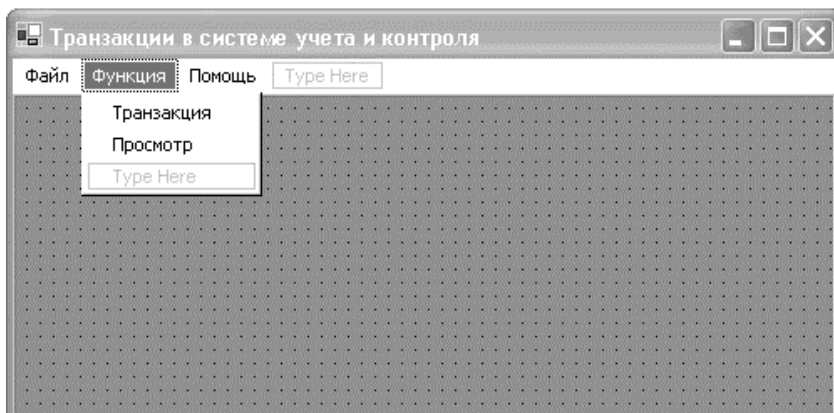 Транзакции в системе учета и контроля
Файл Функция Помощь Type Here
Транзакция
Просмотр
Type Here